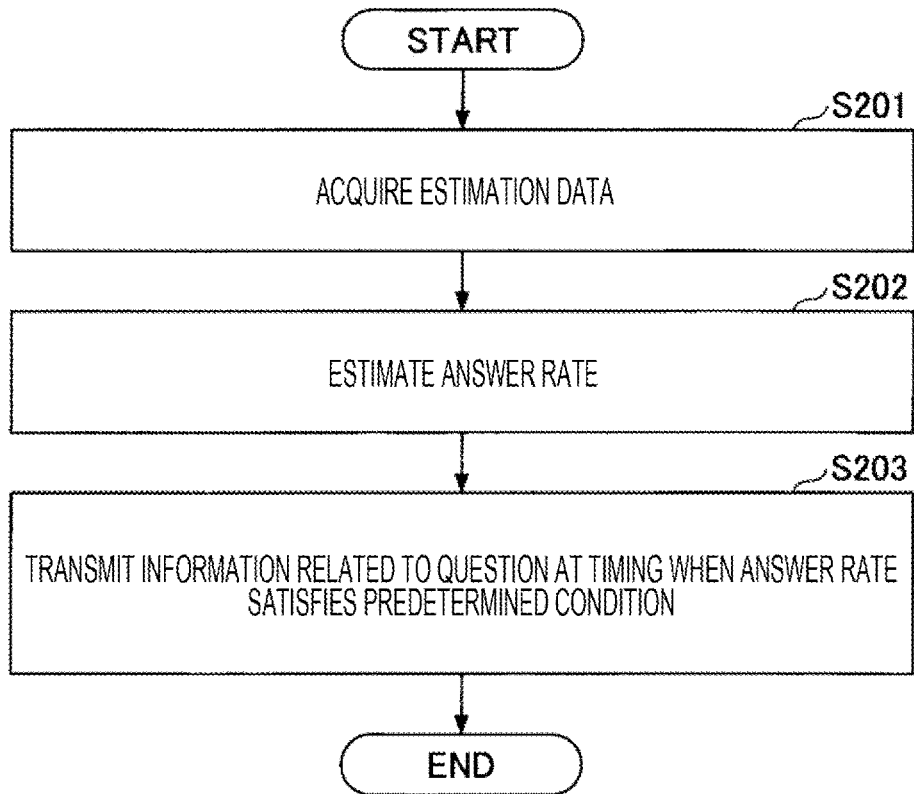 START
S201
ACQUIRE ESTIMATION DATA
S202
ESTIMATE ANSWER RATE
S203
TRANSMIT INFORMATION RELATED TO QUESTION AT TIMING WHEN ANSWER RATE
SATISFIES PREDETERMINED CONDITION
END